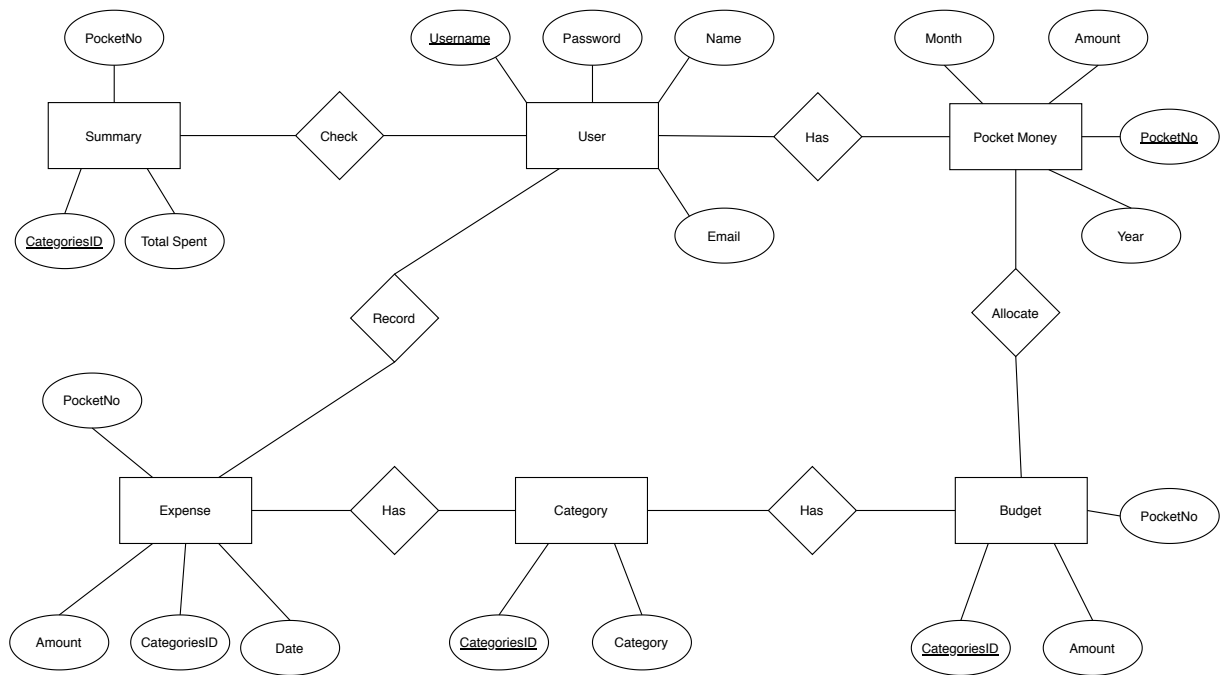 PocketNo
Username
Password
Name
Month
Amount
Summary
Check
User
Has
Pocket Money
PocketNo
CategoriesID
Total Spent
Email
Year
Record
Allocate
PocketNo
Expense
Has
Category
Has
Budget
PocketNo
Amount
CategoriesID
Date
CategoriesID
Category
CategoriesID
Amount